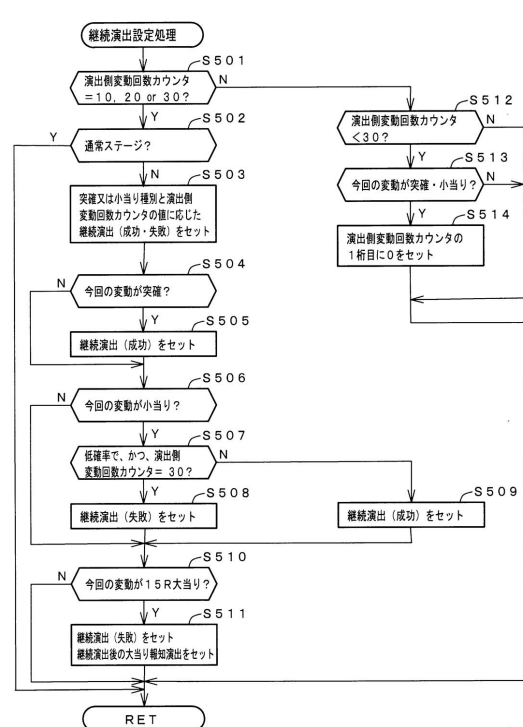 継続演出設定処理
S501
演出側変動回数カウンタ
=10, 20 or 30?
N
Y
S502
通常ステージ?
Y
N
S503
突確又は小当り種別と演出側
変動回数カウンタの値に応じた
継続演出(成功・失敗)をセット
S504
今回の変動が突確?
N
Y
S505
継続演出(成功)をセット
S506
今回の変動が小当り?
N
Y
S507
低確率で、かつ、演出側
変動回数カウンタ=30?
N
Y
S508
継続演出(失敗)をセット
S509
継続演出(成功)をセット
S510
今回の変動が15R大当り?
N
Y
S511
継続演出(失敗)をセット
継続演出後の大当り報知演出をセット
RET
S512
演出側変動回数カウンタ
<30?
N
Y
S513
今回の変動が突確・小当り?
N
Y
S514
演出側変動回数カウンタの
1桁目に0をセット